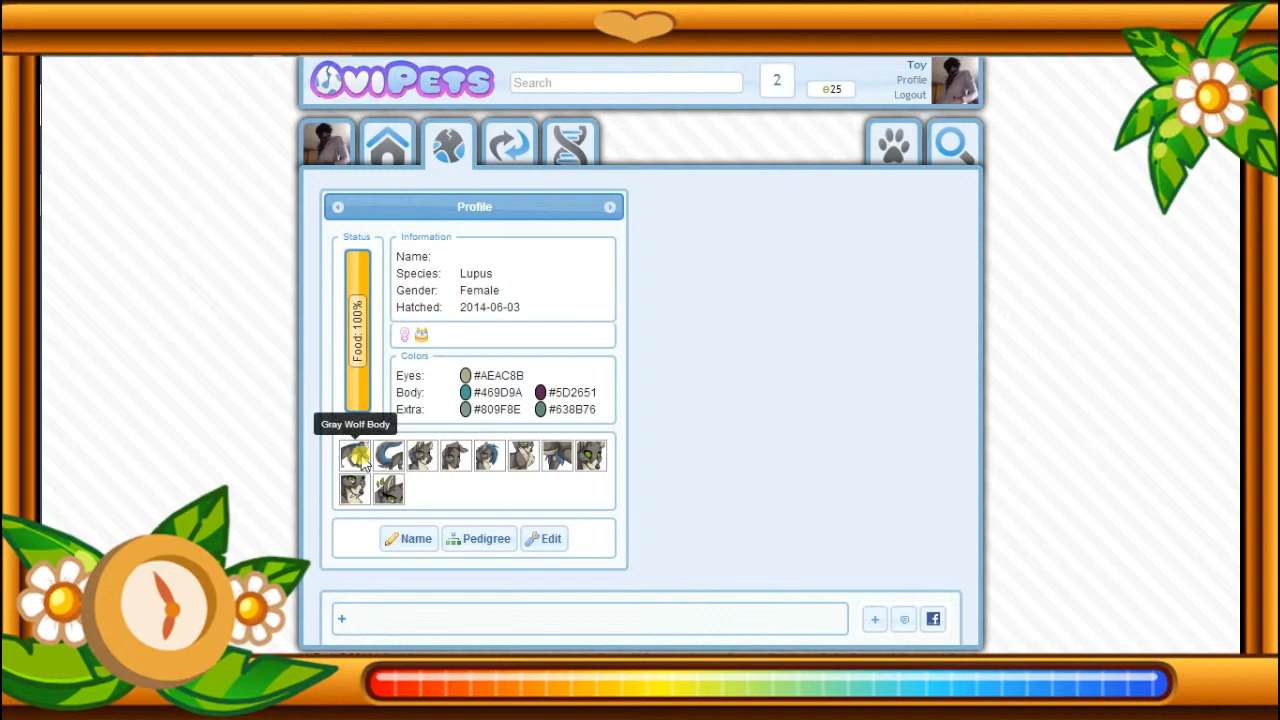 OviPets
Search
2
25
Toy
Profile
Logout
Profile
Status
Food: 100%
Information
Name:
Species: Lupus
Gender: Female
Hatched: 2014-06-03
Colors
Eyes: #AEAC8B
Body: #469D9A #5D2651
Extra: #809F8E #638B76
Gray Wolf Body
Name
Pedigree
Edit
+
+
f